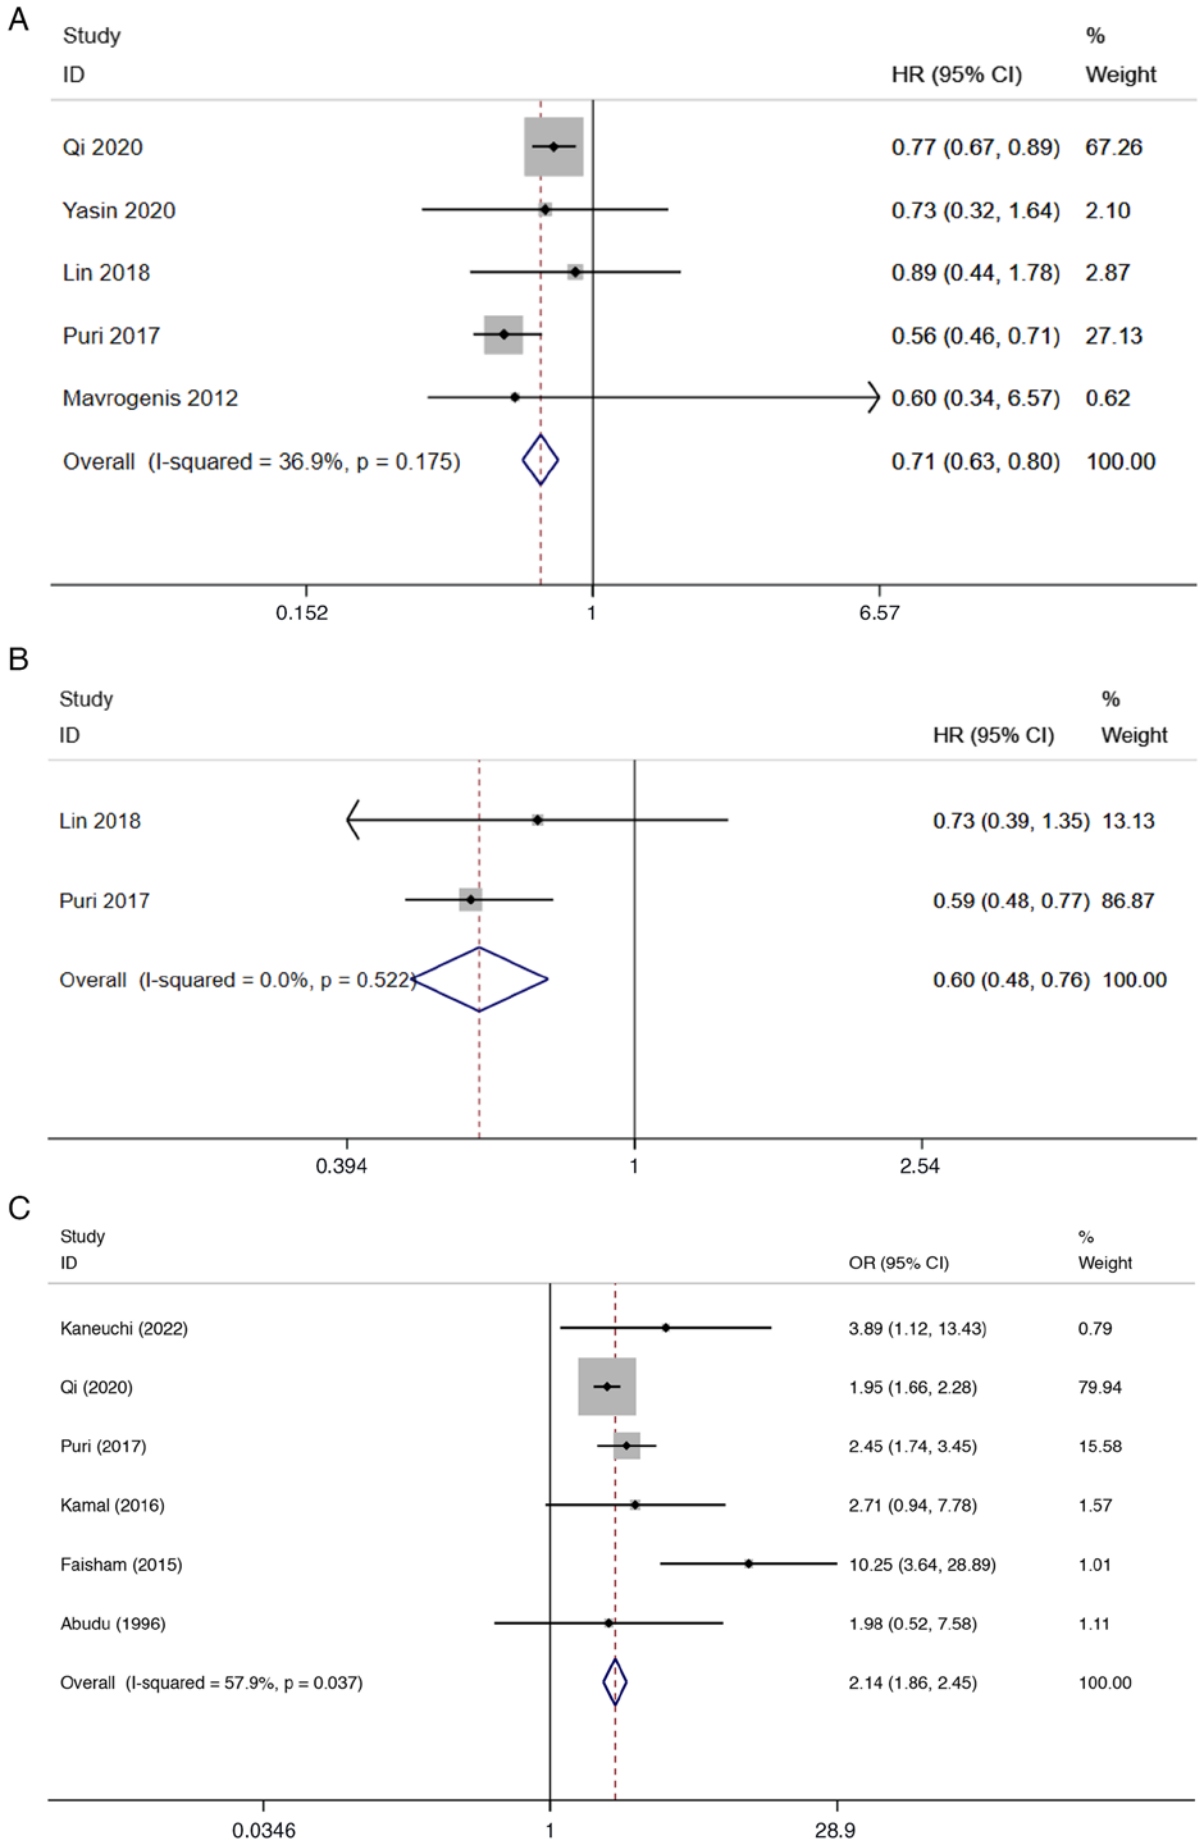 A
Study %
ID HR (95% CI) Weight
Qi 2020 0.77 (0.67, 0.89) 67.26
Yasin 2020 0.73 (0.32, 1.64) 2.10
Lin 2018 0.89 (0.44, 1.78) 2.87
Puri 2017 0.56 (0.46, 0.71) 27.13
Mavrogenis 2012 0.60 (0.34, 6.57) 0.62
Overall (I-squared = 36.9%, p = 0.175) 0.71 (0.63, 0.80) 100.00
0.152 1 6.57
B
Study %
ID HR (95% CI) Weight
Lin 2018 0.73 (0.39, 1.35) 13.13
Puri 2017 0.59 (0.48, 0.77) 86.87
Overall (I-squared = 0.0%, p = 0.522) 0.60 (0.48, 0.76) 100.00
0.394 1 2.54
C
Study %
ID OR (95% CI) Weight
Kaneuchi (2022) 3.89 (1.12, 13.43) 0.79
Qi (2020) 1.95 (1.66, 2.28) 79.94
Puri (2017) 2.45 (1.74, 3.45) 15.58
Kamal (2016) 2.71 (0.94, 7.78) 1.57
Faisham (2015) 10.25 (3.64, 28.89) 1.01
Abudu (1996) 1.98 (0.52, 7.58) 1.11
Overall (I-squared = 57.9%, p = 0.037) 2.14 (1.86, 2.45) 100.00
0.0346 1 28.9